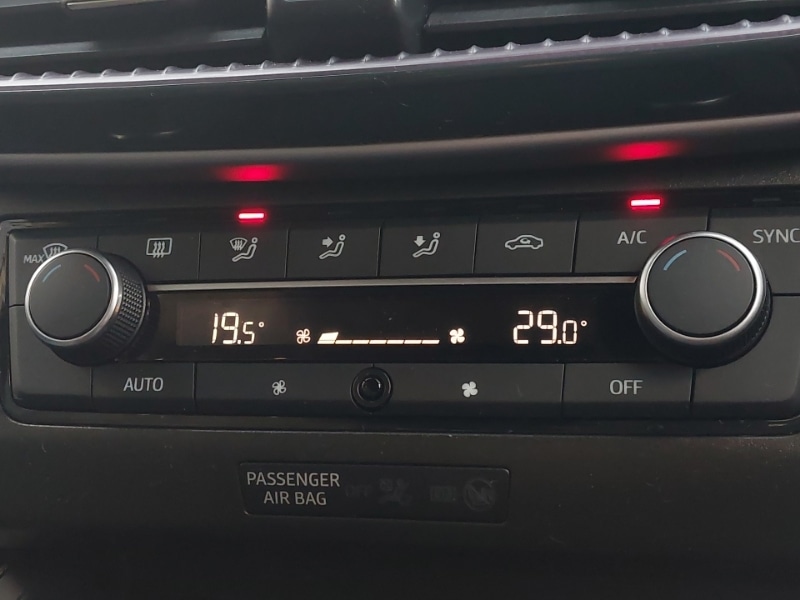 MAX A/C SYNC
19.5° 29.0°
AUTO OFF
PASSENGER
AIR BAG